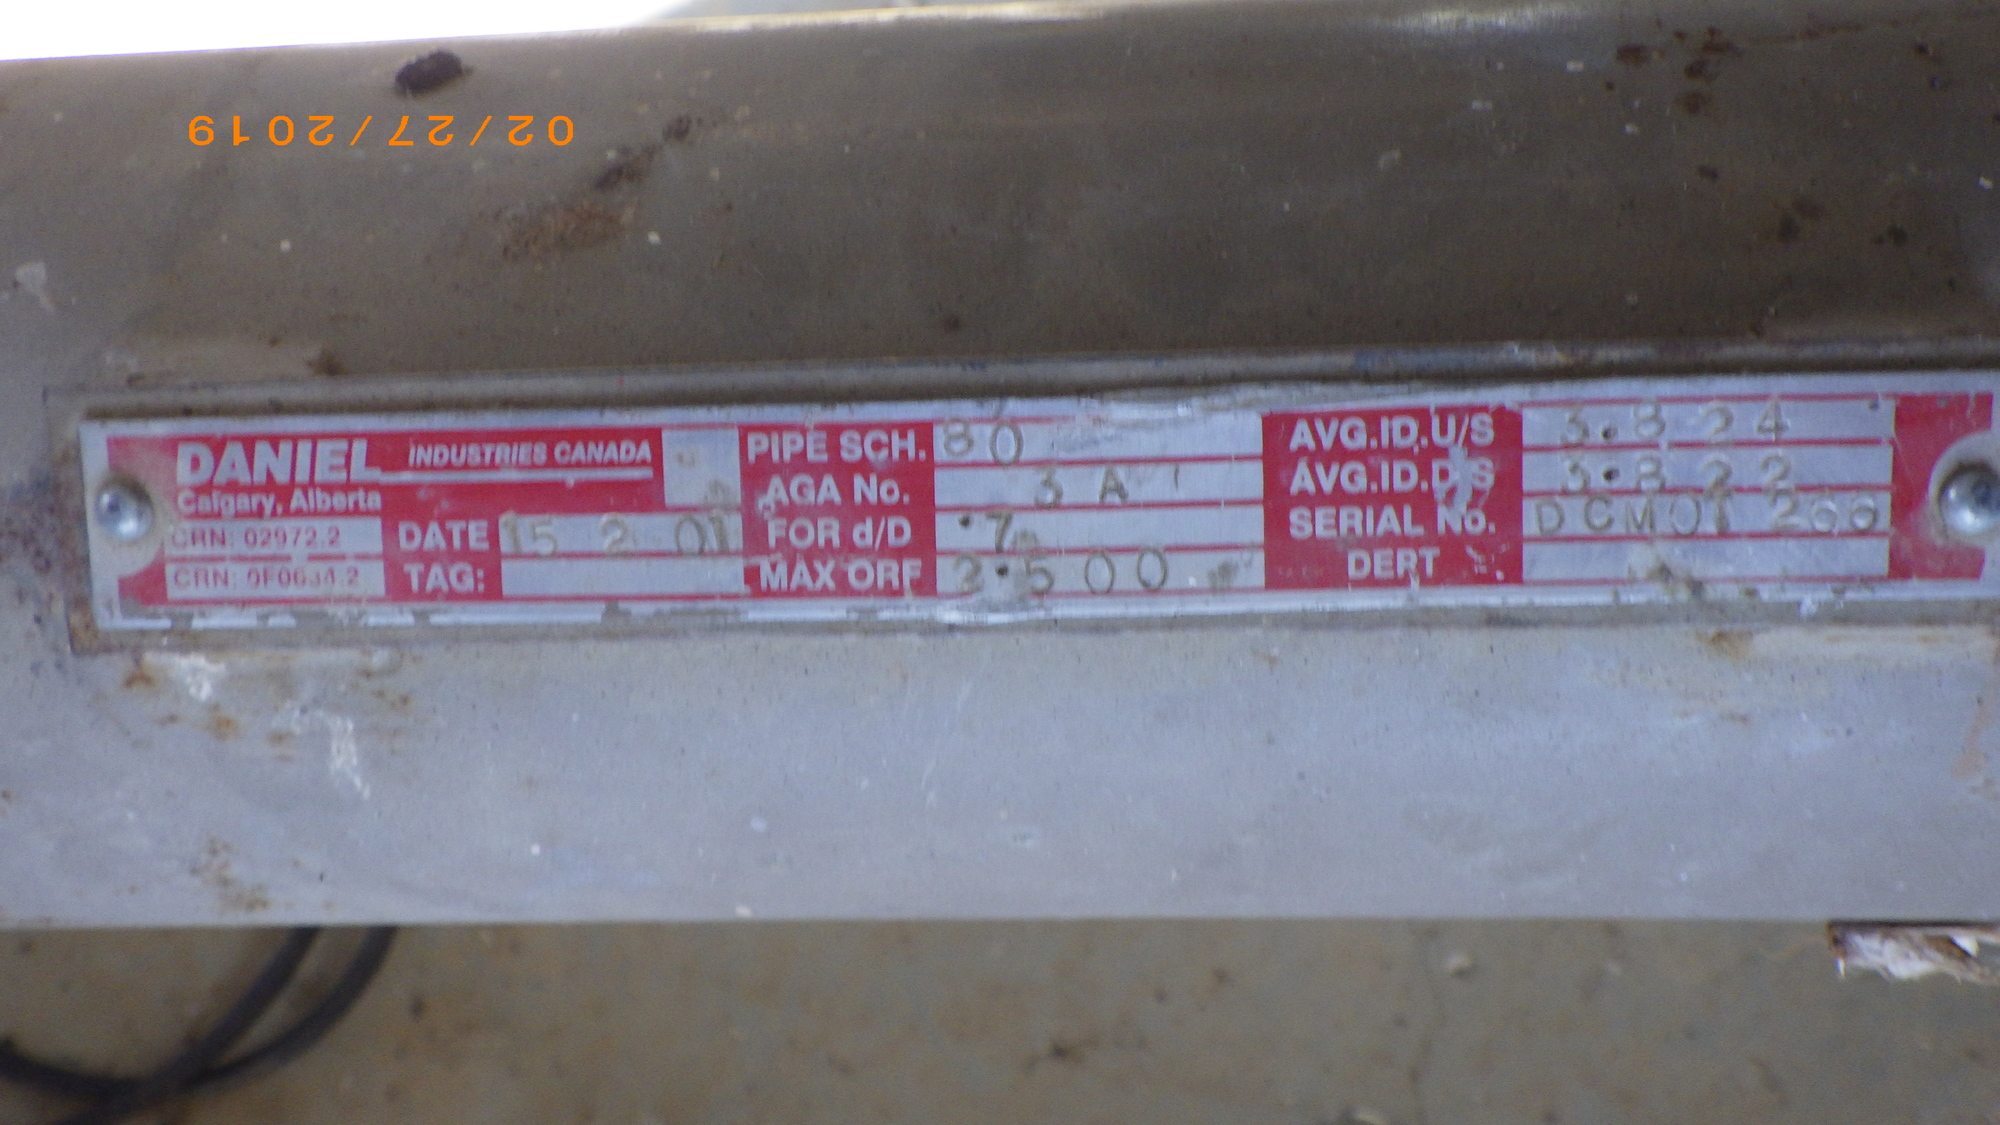 02/27/2019
DANIEL INDUSTRIES CANADA
Calgary, Alberta
CRN: 02972.2
CRN: 0F0634.2
DATE 15 2 01
TAG:
PIPE SCH. 80
AGA No. 3 A
FOR d/D .7
MAX ORF 2.500
AVG.ID.U/S 3.824
AVG.ID.D/S 3.822
SERIAL No. DCM01 266
DEPT